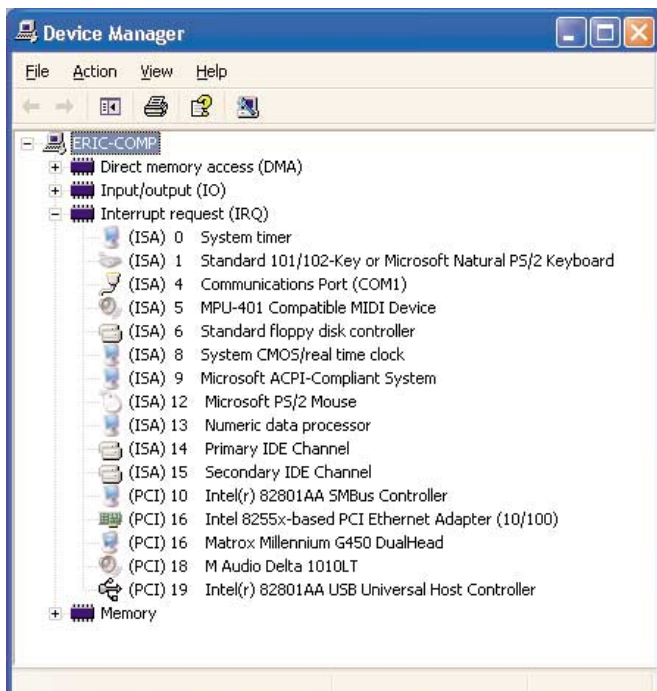 Device Manager
File Action View Help
ERIC-COMP
Direct memory access (DMA)
Input/output (IO)
Interrupt request (IRQ)
(ISA) 0 System timer
(ISA) 1 Standard 101/102-Key or Microsoft Natural PS/2 Keyboard
(ISA) 4 Communications Port (COM1)
(ISA) 5 MPU-401 Compatible MIDI Device
(ISA) 6 Standard floppy disk controller
(ISA) 8 System CMOS/real time clock
(ISA) 9 Microsoft ACPI-Compliant System
(ISA) 12 Microsoft PS/2 Mouse
(ISA) 13 Numeric data processor
(ISA) 14 Primary IDE Channel
(ISA) 15 Secondary IDE Channel
(PCI) 10 Intel(r) 82801AA SMBus Controller
(PCI) 16 Intel 8255x-based PCI Ethernet Adapter (10/100)
(PCI) 16 Matrox Millennium G450 DualHead
(PCI) 18 M Audio Delta 1010LT
(PCI) 19 Intel(r) 82801AA USB Universal Host Controller
Memory